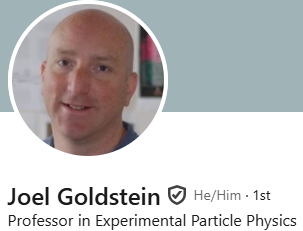 Joel Goldstein He/Him · 1st
Professor in Experimental Particle Physics